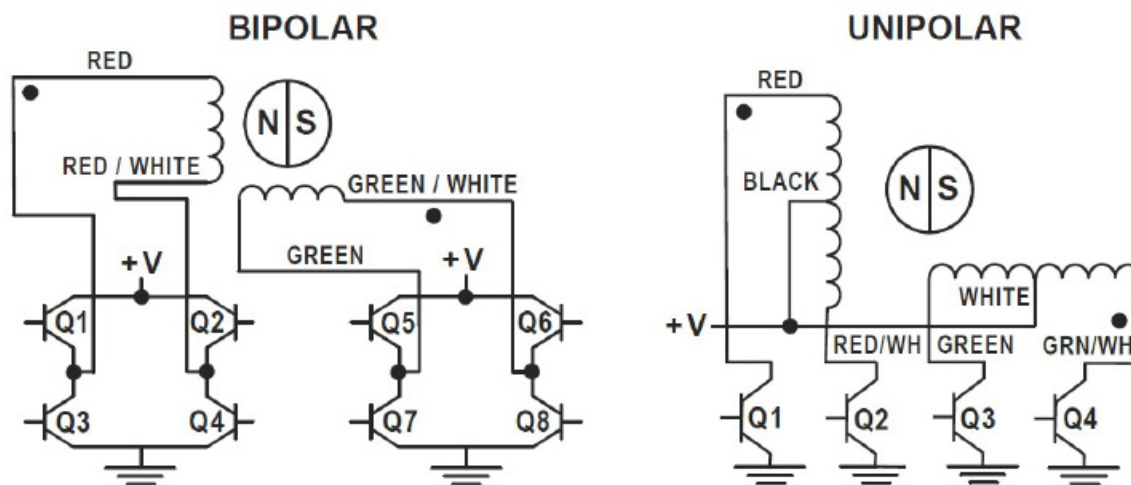 BIPOLAR
RED
N S
RED / WHITE
GREEN / WHITE
GREEN
+V
+V
Q1
Q2
Q5
Q6
Q3
Q4
Q7
Q8
UNIPOLAR
RED
BLACK
N S
WHITE
+V
RED/WH
GREEN
GRN/WH
Q1
Q2
Q3
Q4